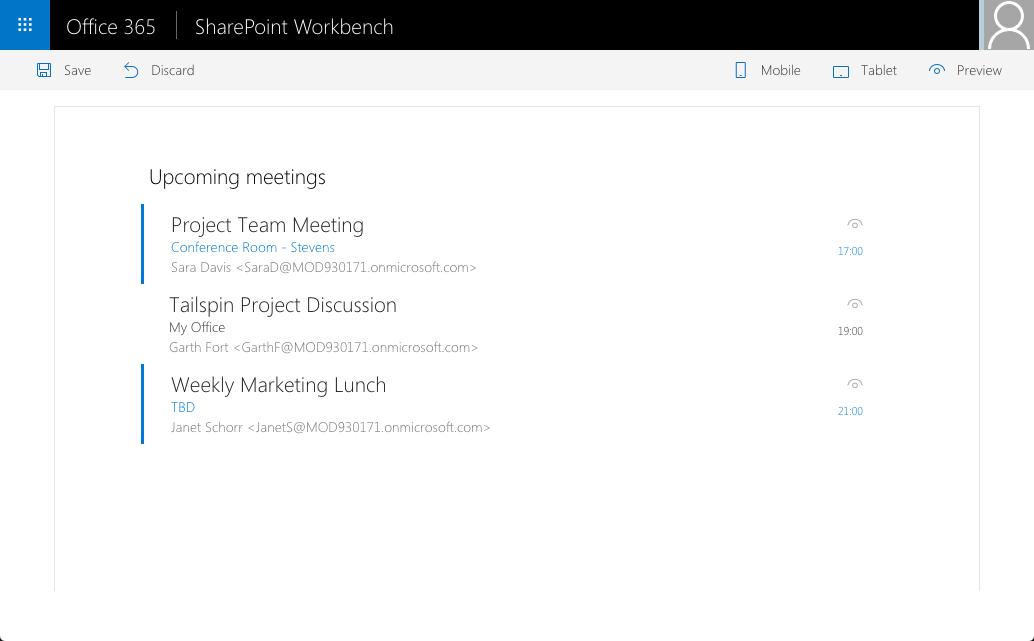 Office 365 SharePoint Workbench
Save Discard Mobile Tablet Preview
Upcoming meetings
Project Team Meeting
Conference Room - Stevens 17:00
Sara Davis <SaraD@MOD930171.onmicrosoft.com>
Tailspin Project Discussion
My Office 19:00
Garth Fort <GarthF@MOD930171.onmicrosoft.com>
Weekly Marketing Lunch
TBD 21:00
Janet Schorr <JanetS@MOD930171.onmicrosoft.com>